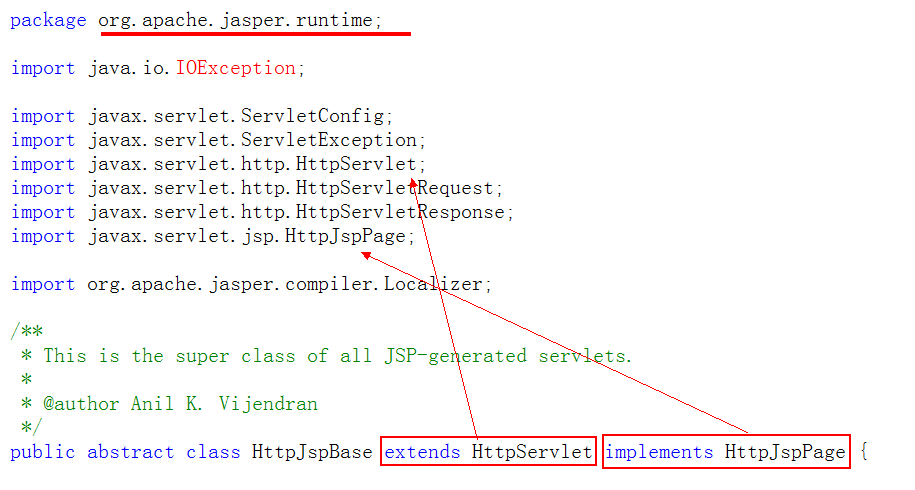 package org.apache.jasper.runtime;
import java.io.IOException;
import javax.servlet.ServletConfig;
import javax.servlet.ServletException;
import javax.servlet.http.HttpServlet;
import javax.servlet.http.HttpServletRequest;
import javax.servlet.http.HttpServletResponse;
import javax.servlet.jsp.HttpJspPage;
import org.apache.jasper.compiler.Localizer;
/**
 * This is the super class of all JSP-generated servlets.
 *
 * @author Anil K. Vijendran
 */
public abstract class HttpJspBase extends HttpServlet implements HttpJspPage {